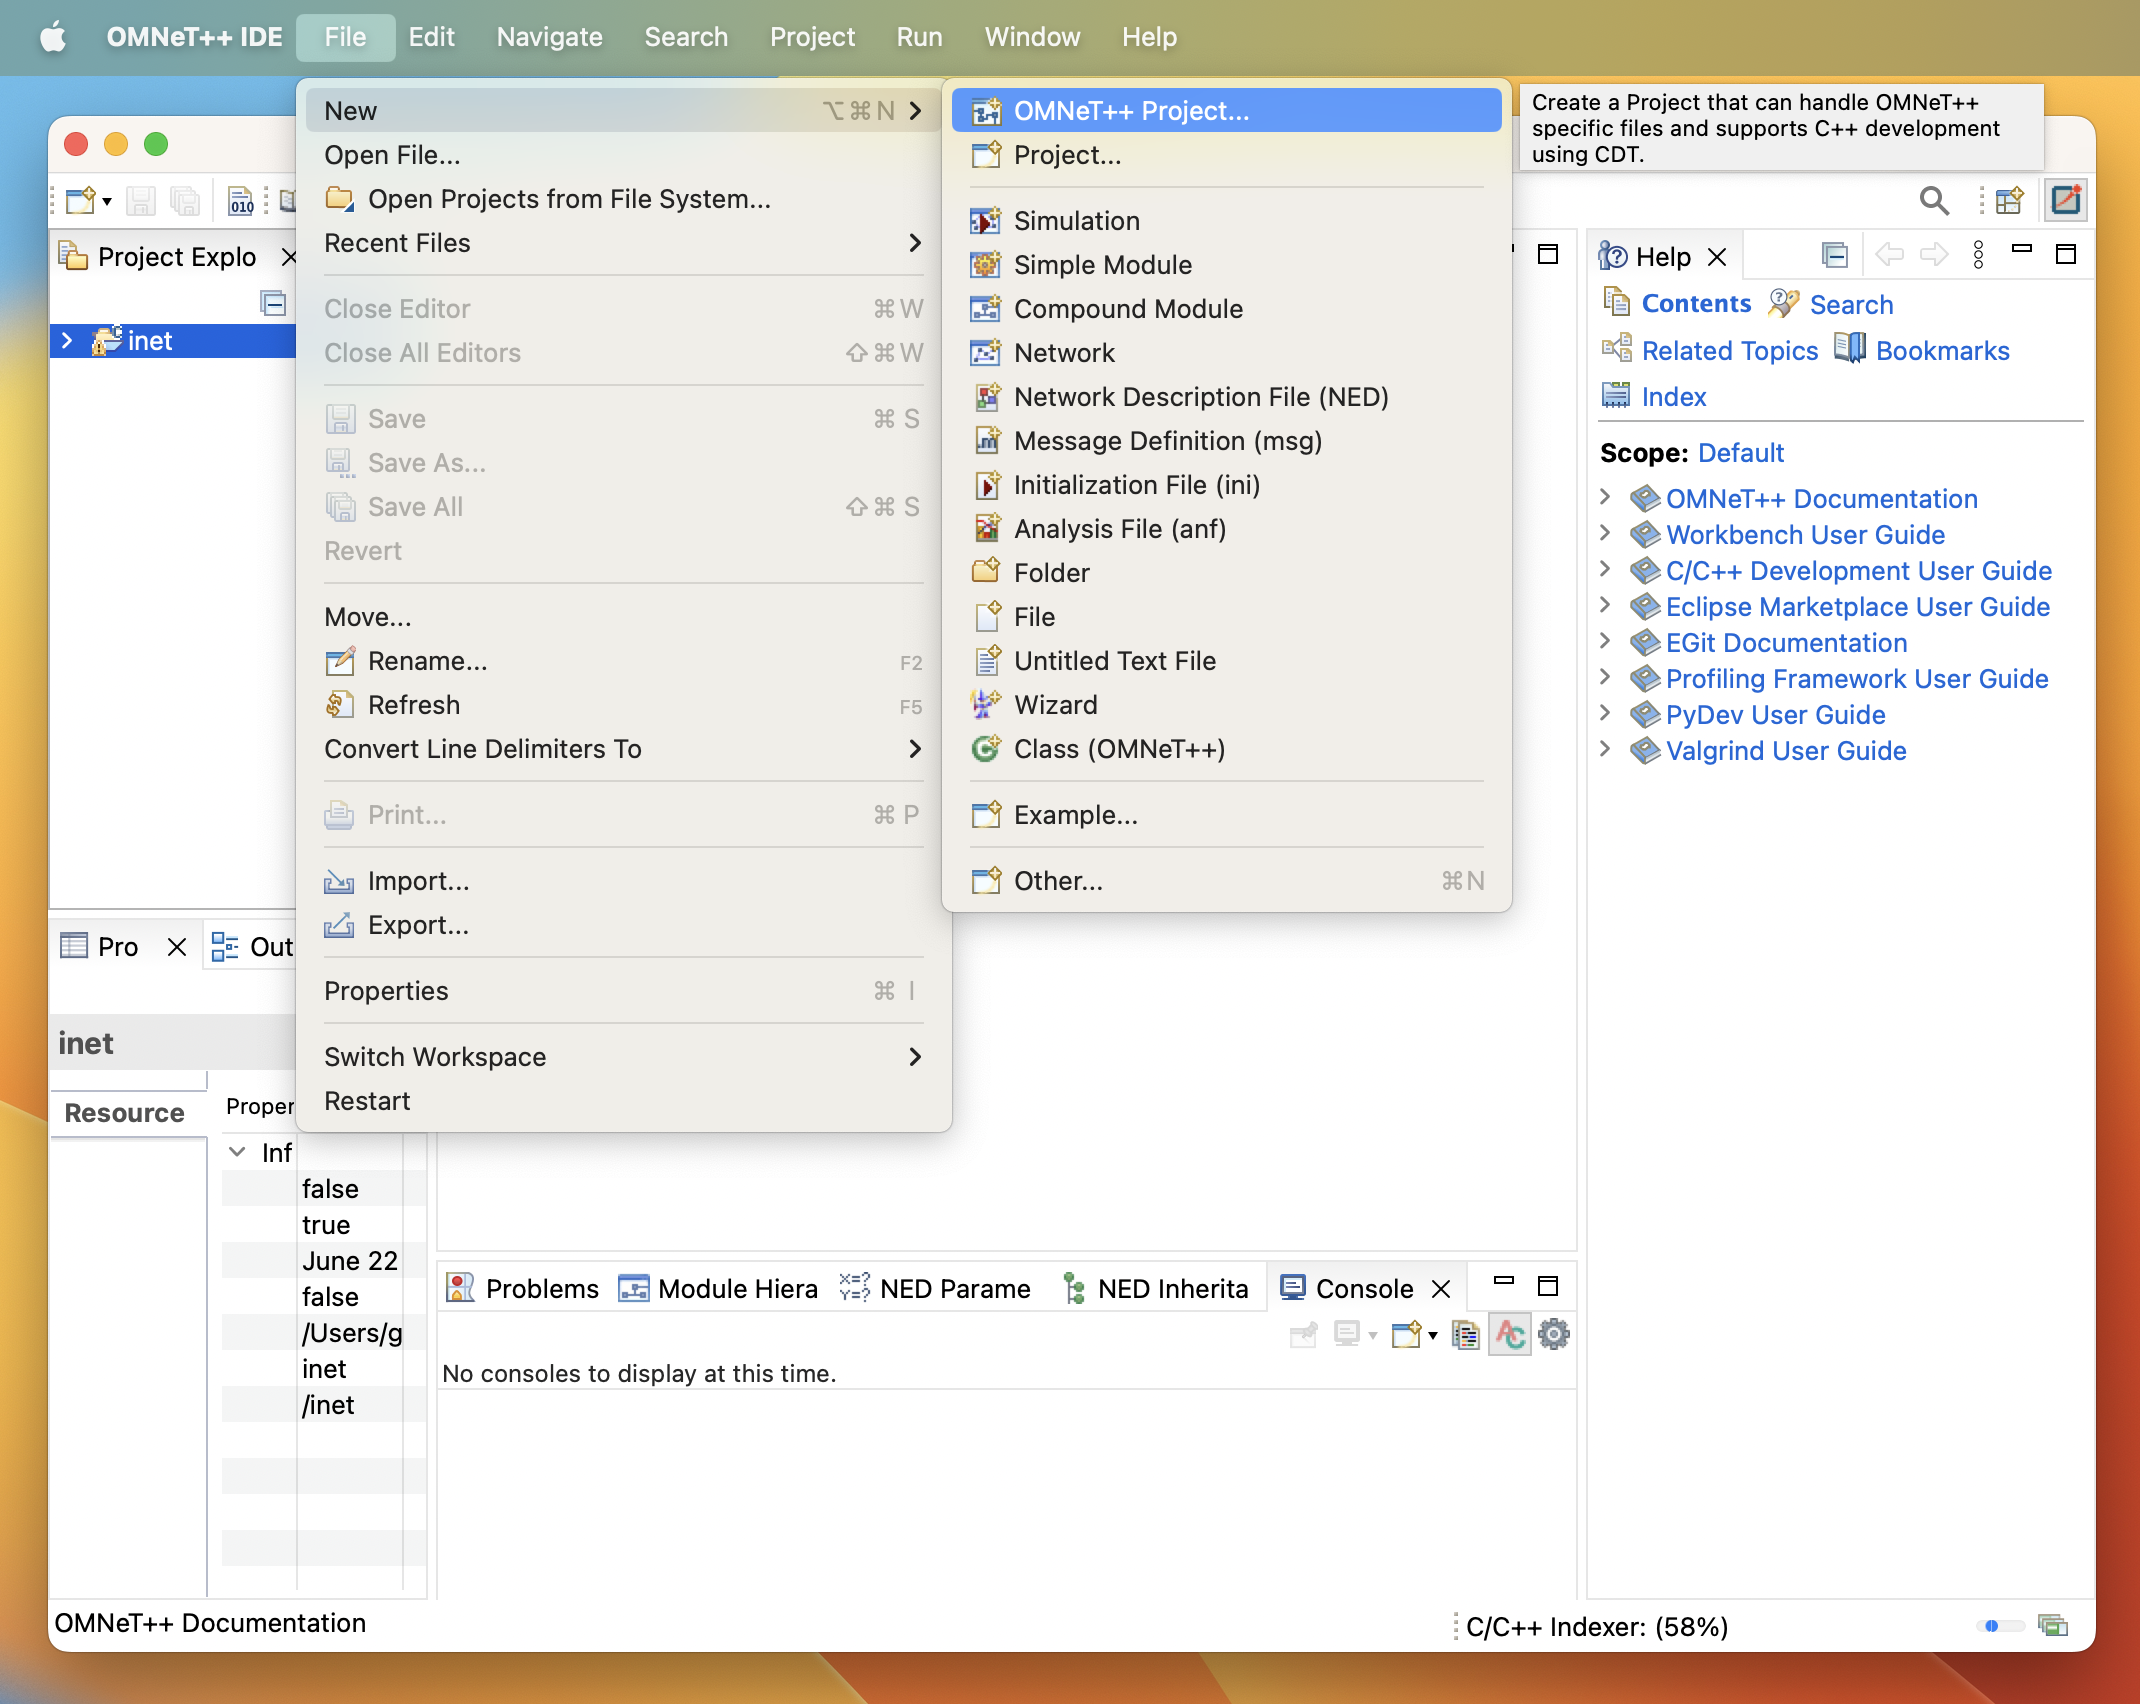 OMNeT++ IDE File Edit Navigate Search Project Run Window Help
New ⌥⌘N
Open File...
Open Projects from File System...
Recent Files
Close Editor ⌘W
Close All Editors ⇧⌘W
Save ⌘S
Save As...
Save All ⇧⌘S
Revert
Move...
Rename... F2
Refresh F5
Convert Line Delimiters To
Print... ⌘P
Import...
Export...
Properties ⌘I
Switch Workspace
Restart
OMNeT++ Project...
Project...
Simulation
Simple Module
Compound Module
Network
Network Description File (NED)
Message Definition (msg)
Initialization File (ini)
Analysis File (anf)
Folder
File
Untitled Text File
Wizard
Class (OMNeT++)
Example...
Other... ⌘N
Create a Project that can handle OMNeT++
specific files and supports C++ development
using CDT.
010
Project Explo
inet
Pro Out
inet
Resource
Proper
Inf
false
true
June 22
false
/Users/g
inet
/inet
Problems Module Hiera NED Parame NED Inherita Console
No consoles to display at this time.
Help
Contents Search
Related Topics Bookmarks
Index
Scope: Default
OMNeT++ Documentation
Workbench User Guide
C/C++ Development User Guide
Eclipse Marketplace User Guide
EGit Documentation
Profiling Framework User Guide
PyDev User Guide
Valgrind User Guide
OMNeT++ Documentation
C/C++ Indexer: (58%)